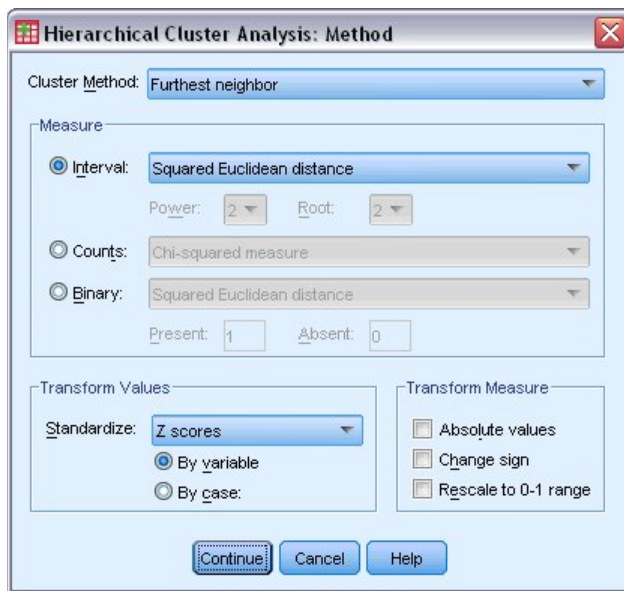 Hierarchical Cluster Analysis: Method
Cluster Method: Furthest neighbor
Measure
Interval: Squared Euclidean distance
Power: 2 Root: 2
Counts: Chi-squared measure
Binary: Squared Euclidean distance
Present: 1 Absent: 0
Transform Values
Standardize: Z scores
By variable
By case:
Transform Measure
Absolute values
Change sign
Rescale to 0-1 range
Continue Cancel Help